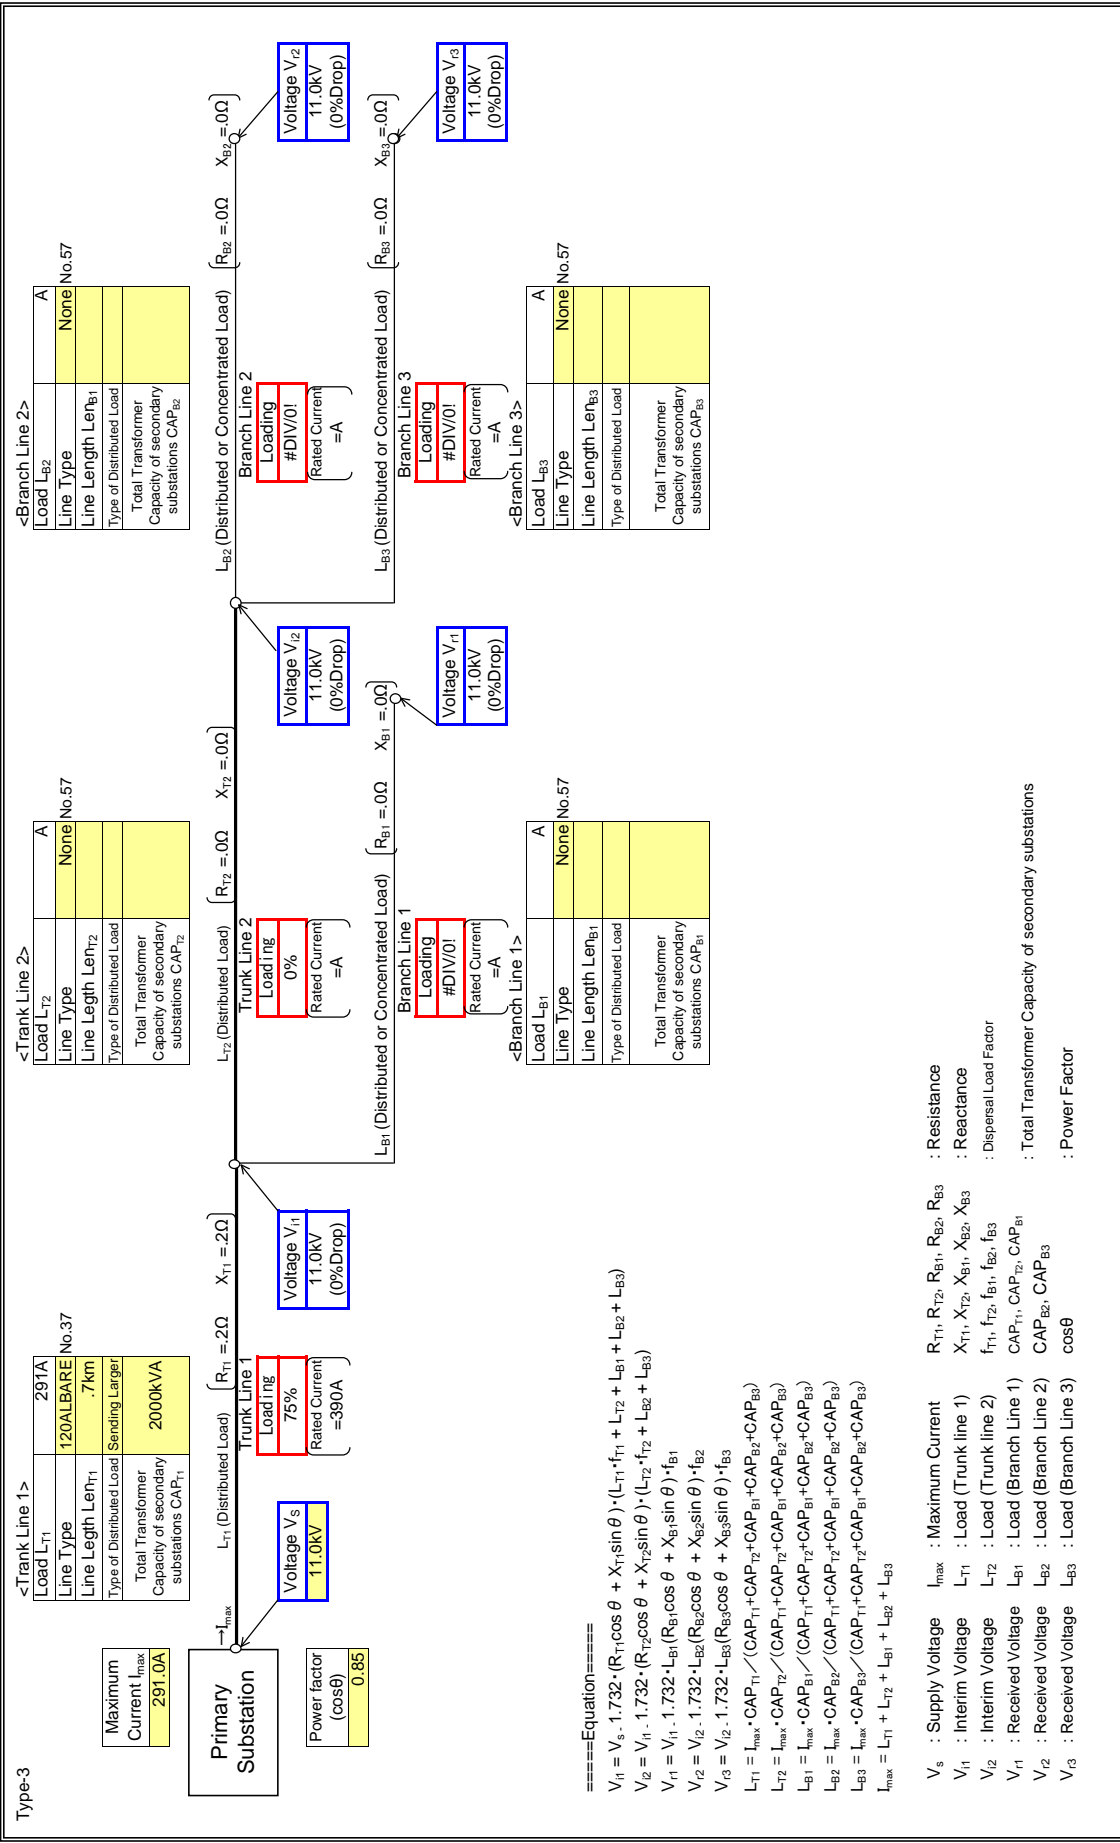 Type-3
Maximum
Current Imax
291.0A
Power factor
(cosθ)
0.85
Primary
Substation
→Imax
Voltage Vs
11.0kV
<Trank Line 1>
Load LT1 291A
Line Type 120ALBARE No.37
Line Legth LenT1 .7km
Type of Distributed Load Sending Larger
Total Transformer
Capacity of secondary
substations CAPT1
2000kVA
LT1 (Distributed Load) RT1 =.2Ω XT1 =.2Ω
Trunk Line 1
Loading
75%
Rated Current
=390A
Voltage Vi1
11.0kV
(0%Drop)
<Trank Line 2>
Load LT2 A
Line Type None No.57
Line Legth LenT2
Type of Distributed Load
Total Transformer
Capacity of secondary
substations CAPT2
LT2 (Distributed Load) RT2 =.0Ω XT2 =.0Ω
Trunk Line 2
Loading
0%
Rated Current
=A
Voltage Vi2
11.0kV
(0%Drop)
LB1 (Distributed or Concentrated Load) RB1 =.0Ω XB1 =.0Ω
Branch Line 1
Loading
#DIV/0!
Rated Current
=A
Voltage Vr1
11.0kV
(0%Drop)
<Branch Line 1>
Load LB1 A
Line Type None No.57
Line Length LenB1
Type of Distributed Load
Total Transformer
Capacity of secondary
substations CAPB1
<Branch Line 2>
Load LB2 A
Line Type None No.57
Line Length LenB1
Type of Distributed Load
Total Transformer
Capacity of secondary
substations CAPB2
LB2 (Distributed or Concentrated Load) RB2 =.0Ω XB2 =.0Ω
Branch Line 2
Loading
#DIV/0!
Rated Current
=A
Voltage Vr2
11.0kV
(0%Drop)
LB3 (Distributed or Concentrated Load) RB3 =.0Ω XB3 =.0Ω
Branch Line 3
Loading
#DIV/0!
Rated Current
=A
Voltage Vr3
11.0kV
(0%Drop)
<Branch Line 3>
Load LB3 A
Line Type None No.57
Line Length LenB3
Type of Distributed Load
Total Transformer
Capacity of secondary
substations CAPB3
=====Equation=====
Vi1 = Vs - 1.732・(RT1cos θ + XT1sin θ)・(LT1・fT1 + LT2 + LB1 + LB2 + LB3)
Vi2 = Vi1 - 1.732・(RT2cos θ + XT2sin θ)・(LT2・fT2 + LB2 + LB3)
Vr1 = Vi1 - 1.732・LB1(RB1cos θ + XB1sin θ)・fB1
Vr2 = Vi2 - 1.732・LB2(RB2cos θ + XB2sin θ)・fB2
Vr3 = Vi2 - 1.732・LB3(RB3cos θ + XB3sin θ)・fB3
LT1 = Imax・CAPT1／(CAPT1+CAPT2+CAPB1+CAPB2+CAPB3)
LT2 = Imax・CAPT2／(CAPT1+CAPT2+CAPB1+CAPB2+CAPB3)
LB1 = Imax・CAPB1／(CAPT1+CAPT2+CAPB1+CAPB2+CAPB3)
LB2 = Imax・CAPB2／(CAPT1+CAPT2+CAPB1+CAPB2+CAPB3)
LB3 = Imax・CAPB3／(CAPT1+CAPT2+CAPB1+CAPB2+CAPB3)
Imax = LT1 + LT2 + LB1 + LB2 + LB3
Vs : Supply Voltage Imax : Maximum Current RT1, RT2, RB1, RB2, RB3 : Resistance
Vi1 : Interim Voltage LT1 : Load (Trunk line 1) XT1, XT2, XB1, XB2, XB3 : Reactance
Vi2 : Interim Voltage LT2 : Load (Trunk line 2) fT1, fT2, fB1, fB2, fB3 : Dispersal Load Factor
Vr1 : Received Voltage LB1 : Load (Branch Line 1) CAPT1, CAPT2, CAPB1 : Total Transformer Capacity of secondary substations
Vr2 : Received Voltage LB2 : Load (Branch Line 2) CAPB2, CAPB3
Vr3 : Received Voltage LB3 : Load (Branch Line 3) cosθ : Power Factor